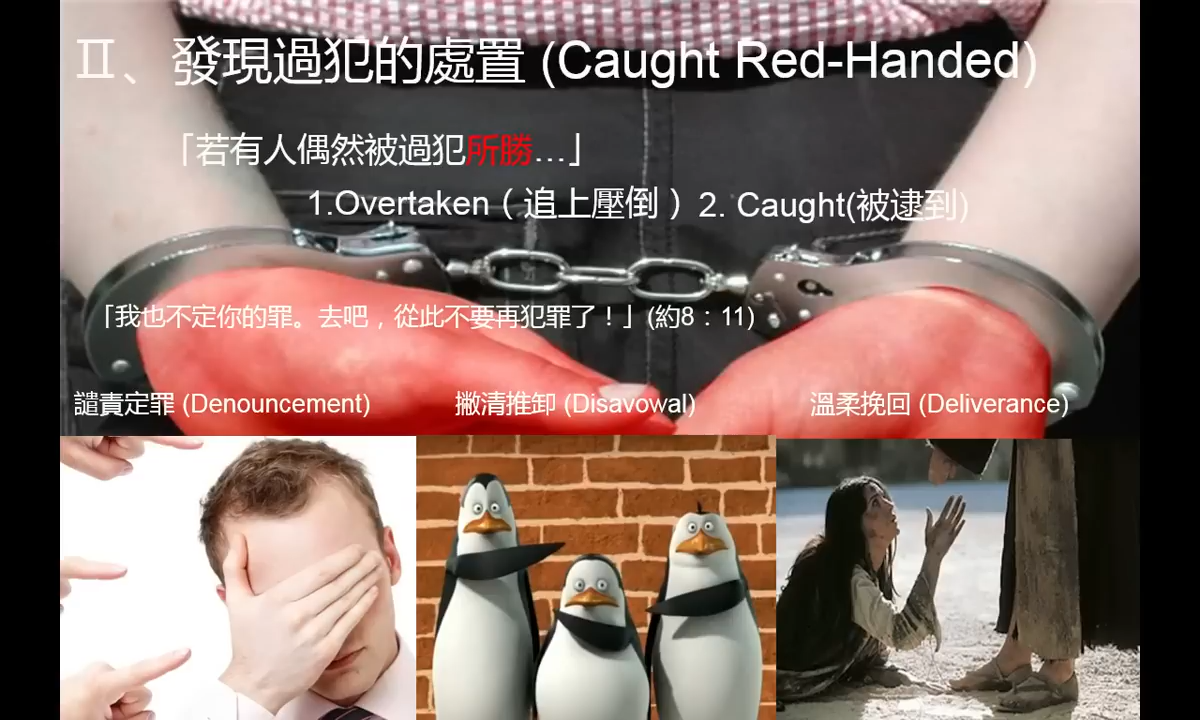 Ⅱ、發現過犯的處置 (Caught Red-Handed)
「若有人偶然被過犯所勝…」
1.Overtaken（追上壓倒）2. Caught(被逮到)
「我也不定你的罪。去吧，從此不要再犯罪了！」(約8：11)
譴責定罪 (Denouncement) 撇清推卸 (Disavowal) 溫柔挽回 (Deliverance)